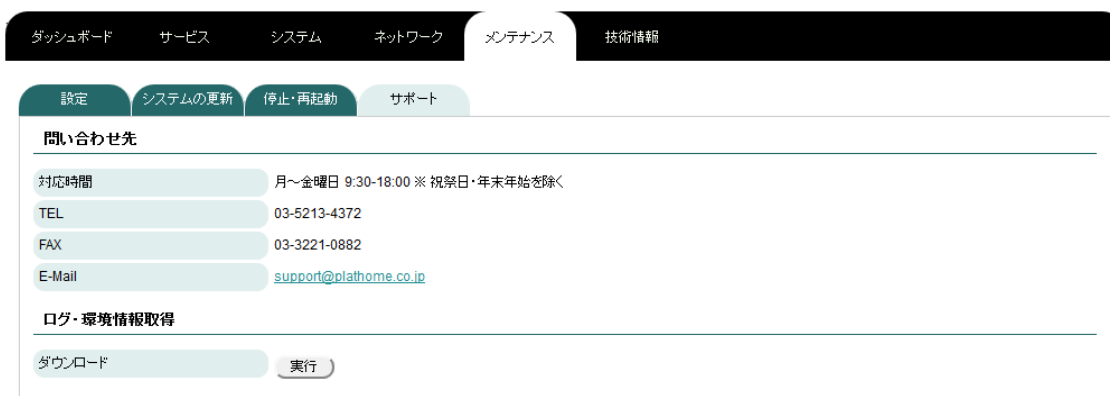 ダッシュボード サービス システム ネットワーク メンテナンス 技術情報
設定 システムの更新 停止・再起動 サポート
問い合わせ先
対応時間 月～金曜日 9:30-18:00 ※ 祝祭日・年末年始を除く
TEL 03-5213-4372
FAX 03-3221-0882
E-Mail support@plathome.co.jp
ログ・環境情報取得
ダウンロード 実行